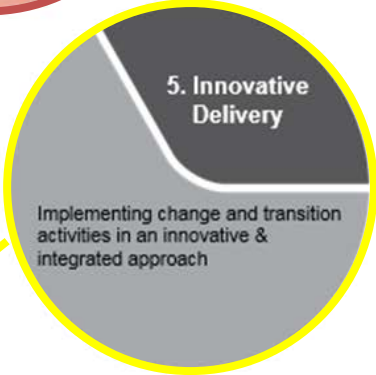 5. Innovative
Delivery
Implementing change and transition
activities in an innovative &
integrated approach